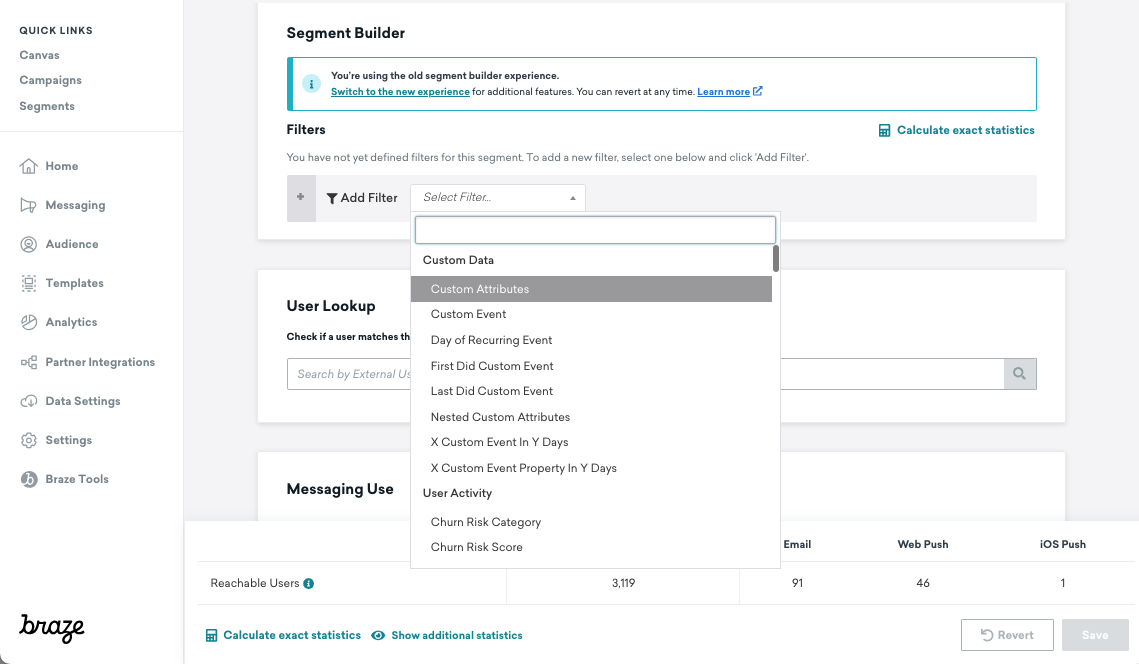 QUICK LINKS
Canvas
Campaigns
Segments
Home
Messaging
Audience
Templates
Analytics
Partner Integrations
Data Settings
Settings
Braze Tools
braze
Segment Builder
You're using the old segment builder experience.
Switch to the new experience for additional features. You can revert at any time. Learn more
Filters
Calculate exact statistics
You have not yet defined filters for this segment. To add a new filter, select one below and click 'Add Filter'.
+ Add Filter Select Filter...
Custom Data
Custom Attributes
Custom Event
Day of Recurring Event
First Did Custom Event
Last Did Custom Event
Nested Custom Attributes
X Custom Event In Y Days
X Custom Event Property In Y Days
User Activity
Churn Risk Category
Churn Risk Score
User Lookup
Check if a user matches th
Search by External Us
Messaging Use
Email Web Push iOS Push
Reachable Users 3,119 91 46 1
Calculate exact statistics Show additional statistics
Revert Save